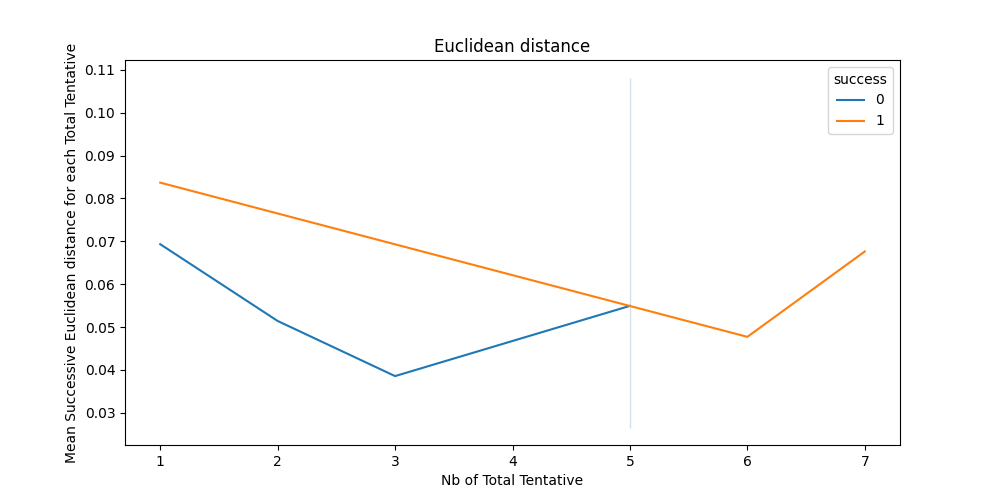 Euclidean distance
Mean Successive Euclidean distance for each Total Tentative
0.11
0.10
0.09
0.08
0.07
0.06
0.05
0.04
0.03
success
0
1
1 2 3 4 5 6 7
Nb of Total Tentative